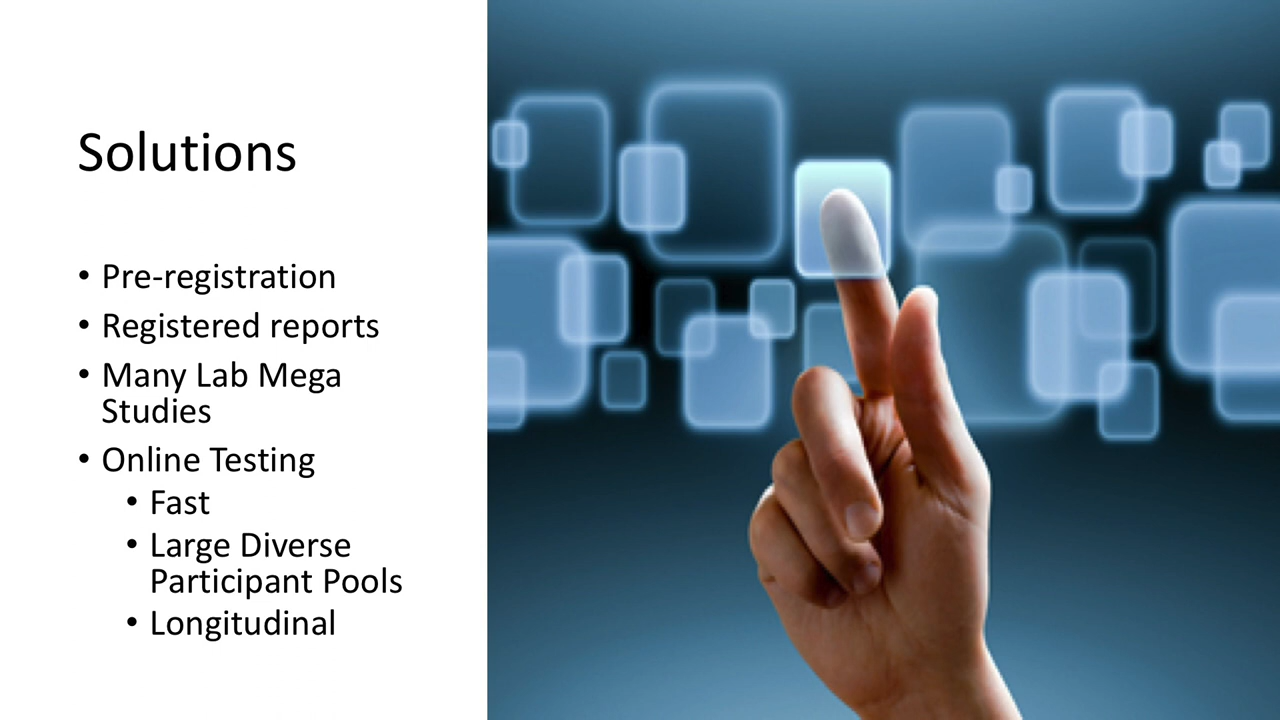 Solutions
• Pre-registration
• Registered reports
• Many Lab Mega
Studies
• Online Testing
• Fast
• Large Diverse
Participant Pools
• Longitudinal